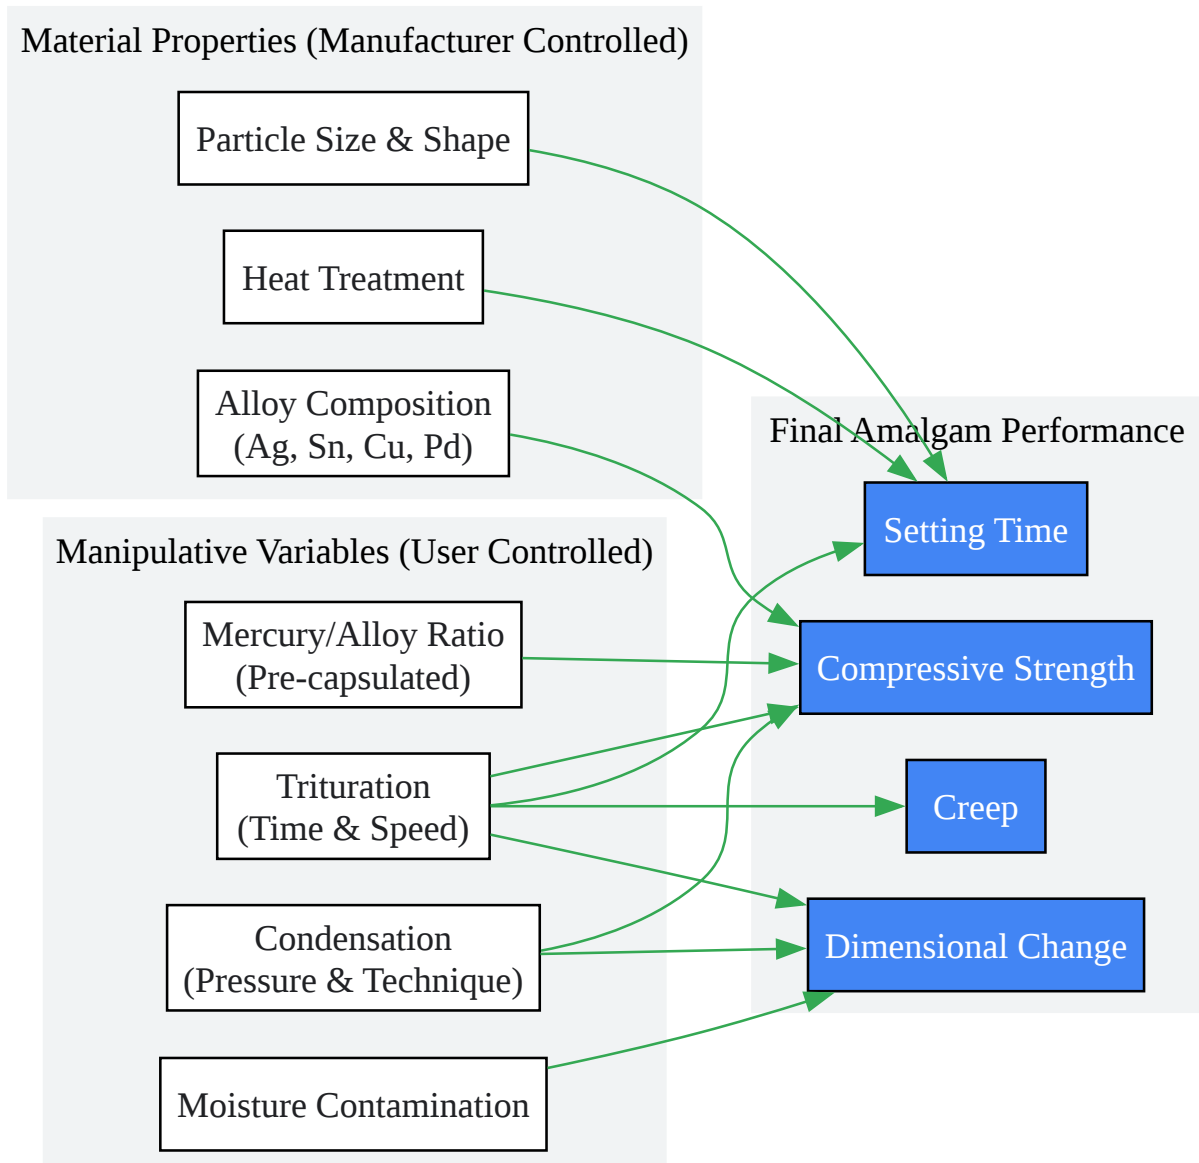 Material Properties (Manufacturer Controlled)
Particle Size & Shape
Heat Treatment
Alloy Composition
(Ag, Sn, Cu, Pd)
Manipulative Variables (User Controlled)
Mercury/Alloy Ratio
(Pre-capsulated)
Trituration
(Time & Speed)
Condensation
(Pressure & Technique)
Moisture Contamination
Final Amalgam Performance
Setting Time
Compressive Strength
Creep
Dimensional Change